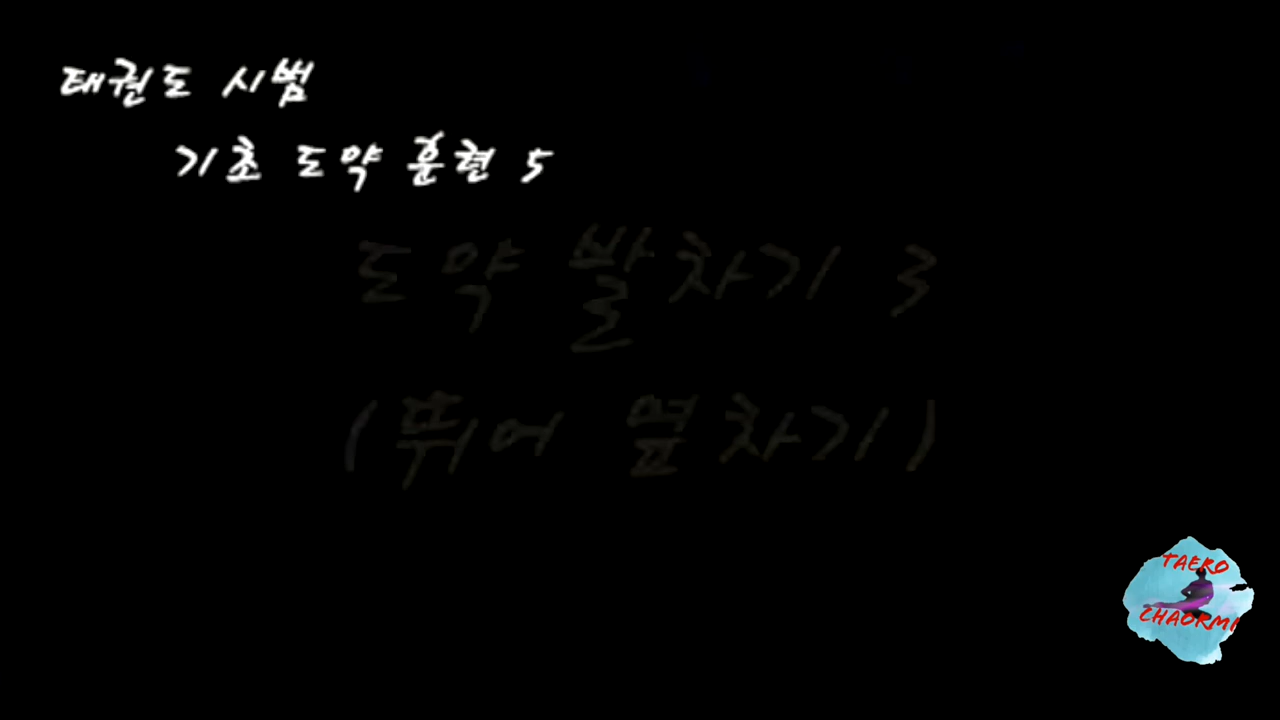 태권도 시범
기초 도약 훈련 5
도약 발차기 3
(뛰어 옆차기)
TAERO
CHAORMI